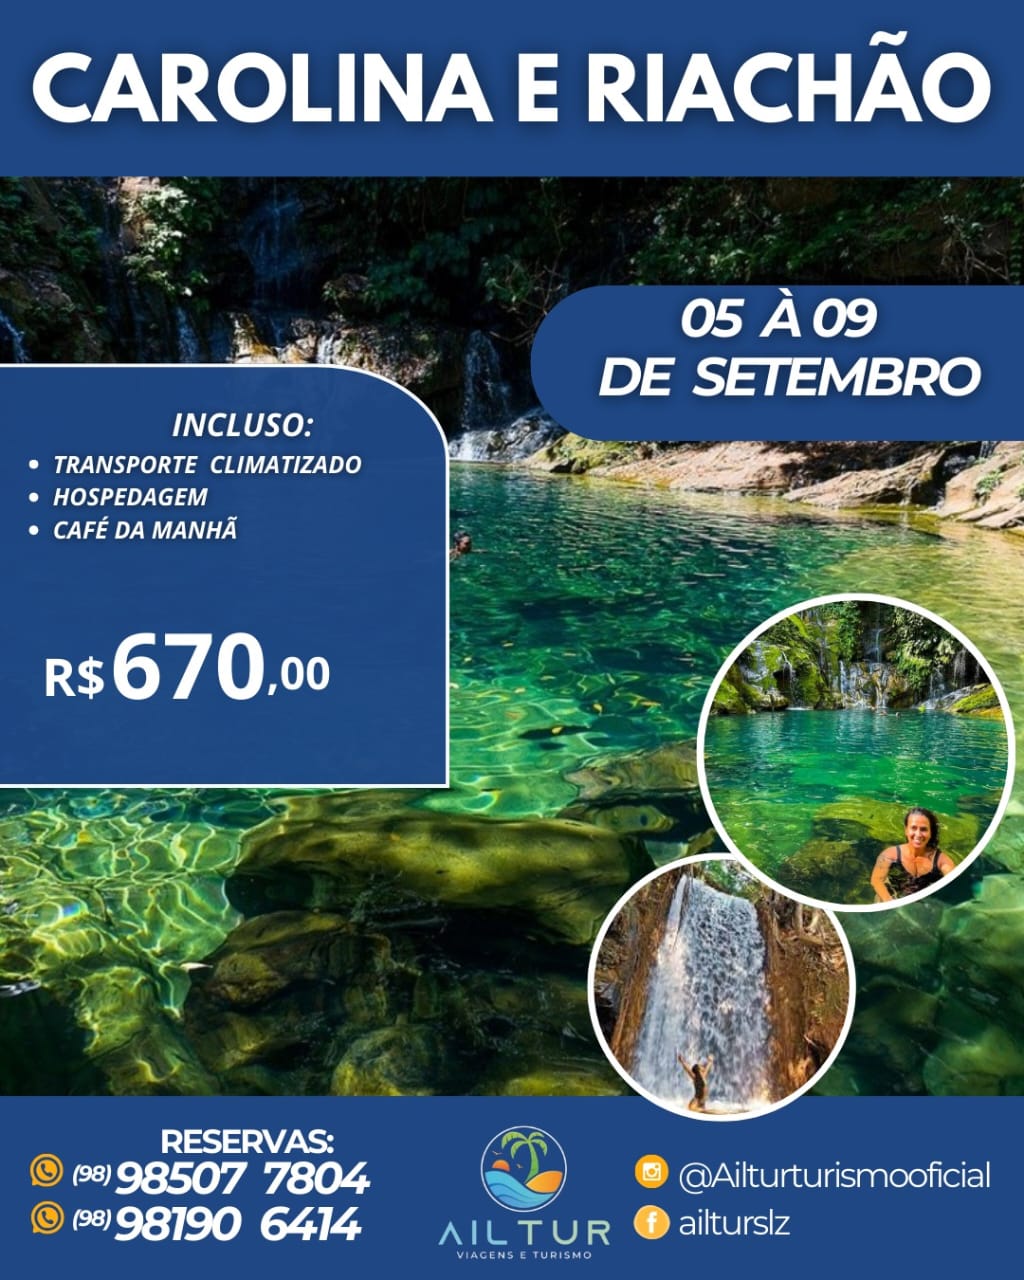 CAROLINA E RIACHÃO
05 À 09
DE SETEMBRO
INCLUSO:
• TRANSPORTE CLIMATIZADO
• HOSPEDAGEM
• CAFÉ DA MANHÃ
R$670,00
RESERVAS:
(98) 98507 7804
(98) 98190 6414
AILTUR
VIAGENS E TURISMO
@Ailturturismooficial
ailturslz